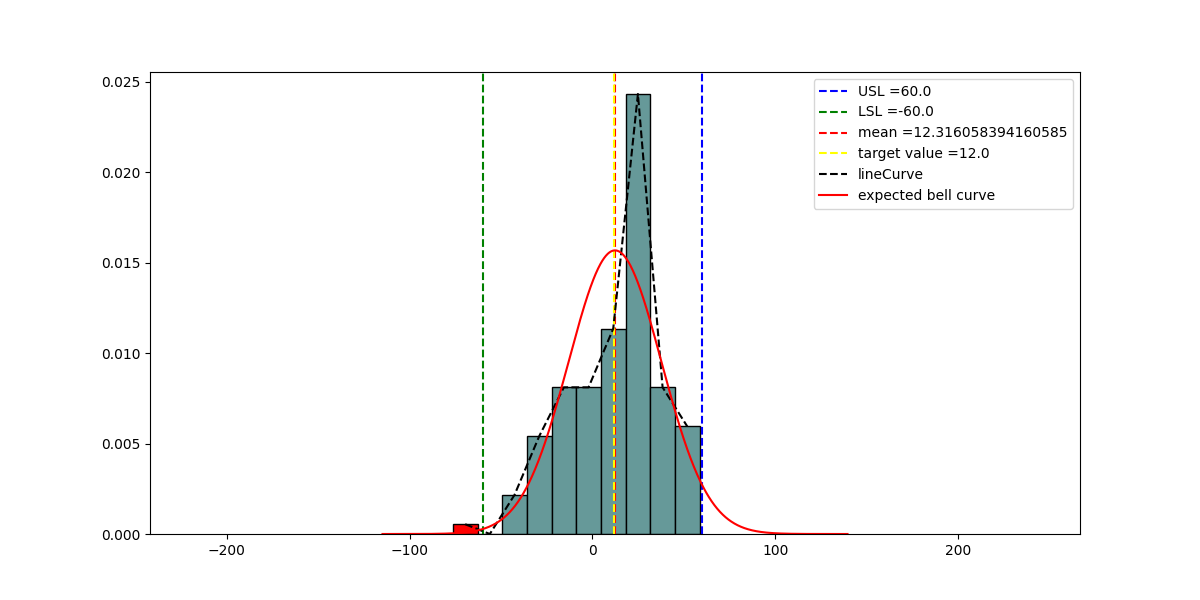 0.025
0.020
0.015
0.010
0.005
0.000
−200
−100
0
100
200
USL =60.0
LSL =-60.0
mean =12.316058394160585
target value =12.0
lineCurve
expected bell curve